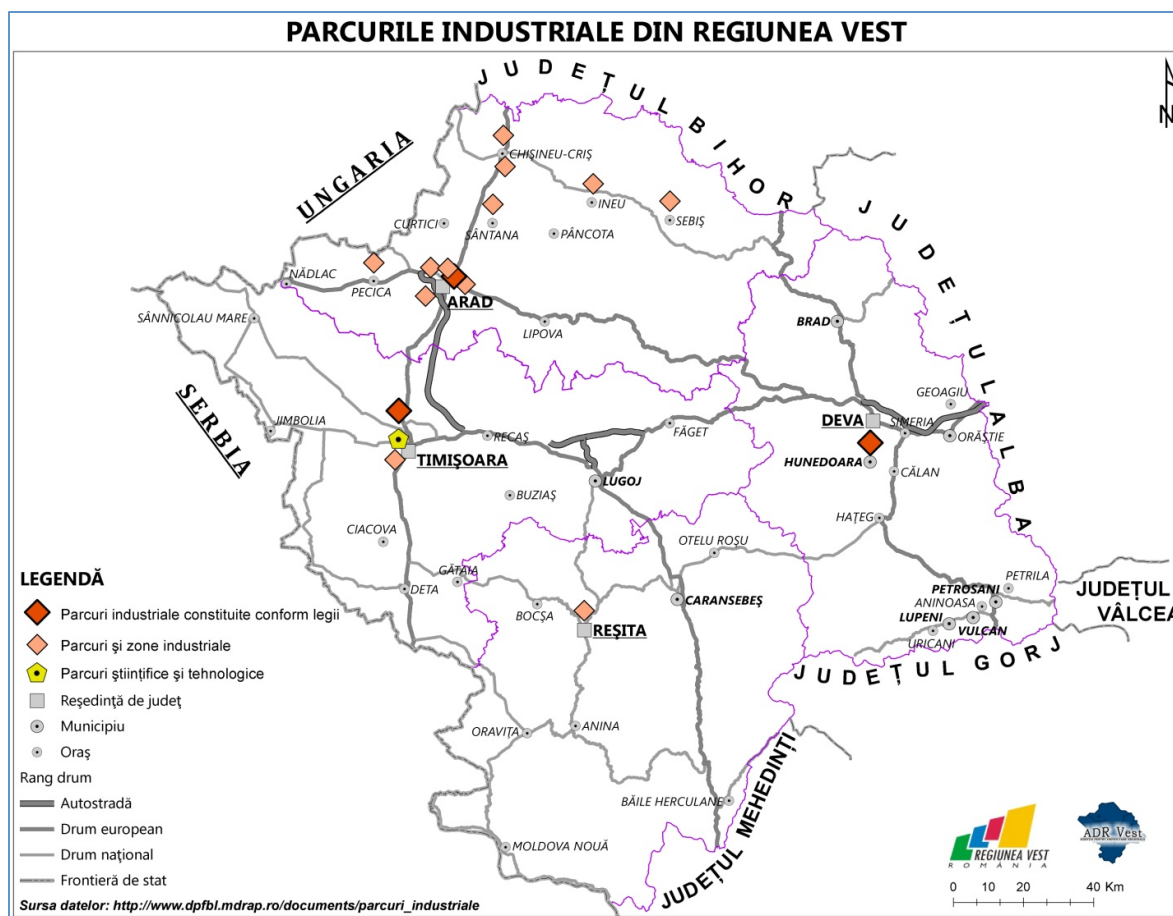 PARCURILE INDUSTRIALE DIN REGIUNEA VEST
N
JUDEȚUL BIHOR
UNGARIA
JUDEȚUL ALBA
CHIȘINEU-CRIȘ
INEU
SEBIȘ
CURTICI
SÂNTANA
PÂNCOTA
NĂDLAC
PECICA
ARAD
SÂNNICOLAU MARE
LIPOVA
BRAD
SERBIA
JIMBOLIA
GEOAGIU
DEVA
SIMERIA
RECAȘ
FĂGET
ORĂȘTIE
TIMIȘOARA
HUNEDOARA
LUGOJ
CĂLAN
BUZIAȘ
CIACOVA
HAȚEG
OTELU ROȘU
GĂTAIA
DETA
BOCȘA
CARANSEBEȘ
REȘITA
PETRILA
PETROSANI
ANINOASA
LUPENI
VULCAN
URICANI
JUDEȚUL
VÂLCEA
JUDEȚUL GORJ
ORAVIȚA
ANINA
JUDEȚUL MEHEDINȚI
BĂILE HERCULANE
MOLDOVA NOUĂ
LEGENDĂ
Parcuri industriale constituite conform legii
Parcuri și zone industriale
Parcuri științifice și tehnologice
Reședință de județ
Municipiu
Oraș
Rang drum
Autostradă
Drum european
Drum național
Frontieră de stat
Sursa datelor: http://www.dpfbl.mdrap.ro/documents/parcuri_industriale
REGIUNEA VEST
ROMÂNIA
ADR Vest
0 10 20 40 Km